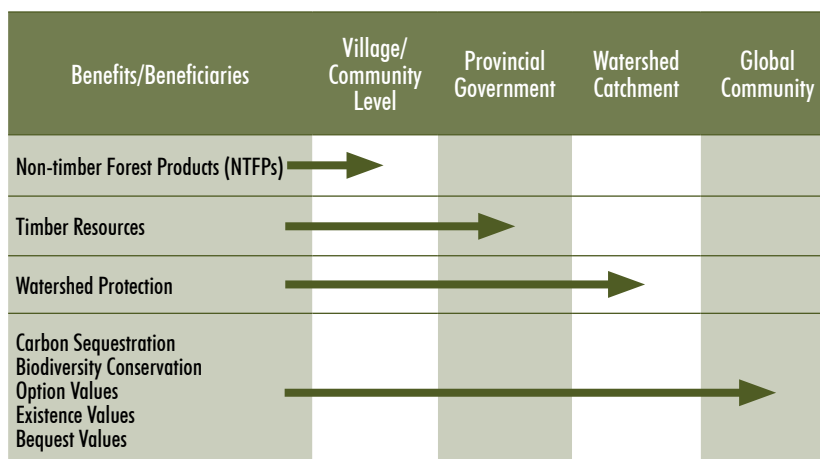 Benefits/Beneficiaries
Village/
Community
Level
Provincial
Government
Watershed
Catchment
Global
Community
Non-timber Forest Products (NTFPs)
Timber Resources
Watershed Protection
Carbon Sequestration
Biodiversity Conservation
Option Values
Existence Values
Bequest Values